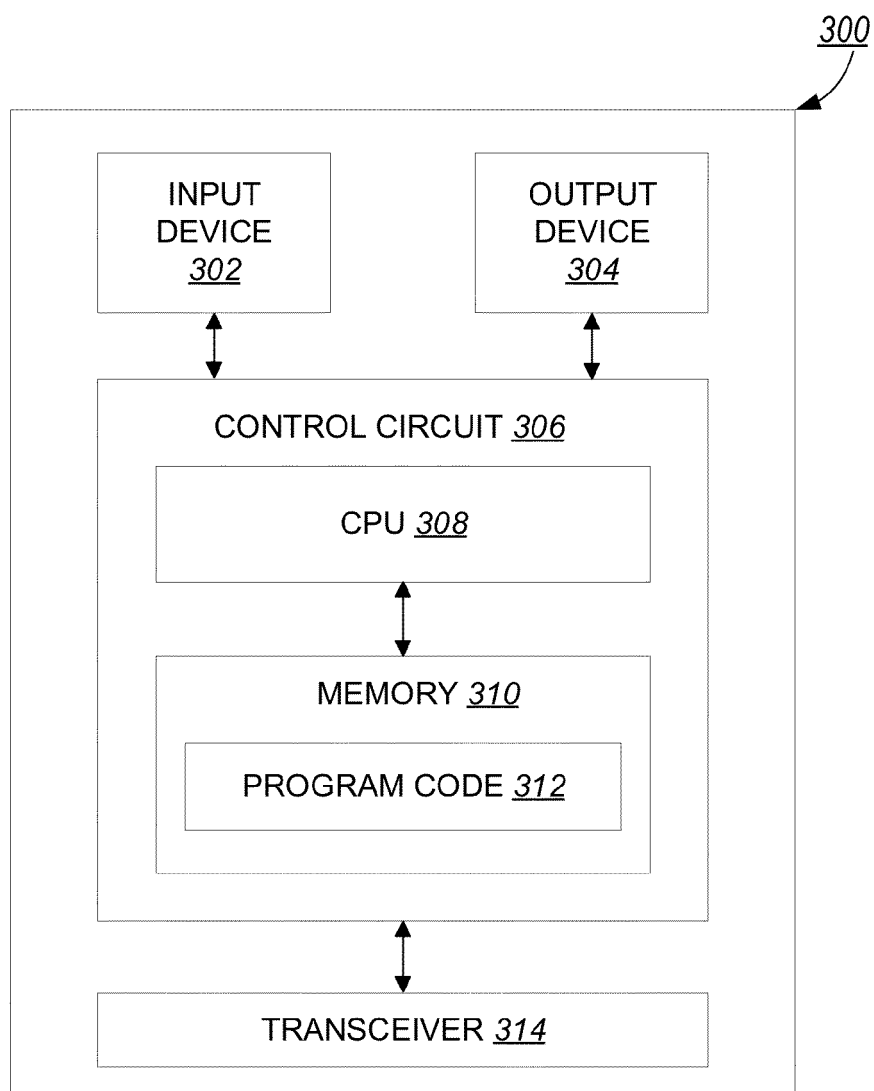 300
INPUT
DEVICE
302
OUTPUT
DEVICE
304
CONTROL CIRCUIT 306
CPU 308
MEMORY 310
PROGRAM CODE 312
TRANSCEIVER 314